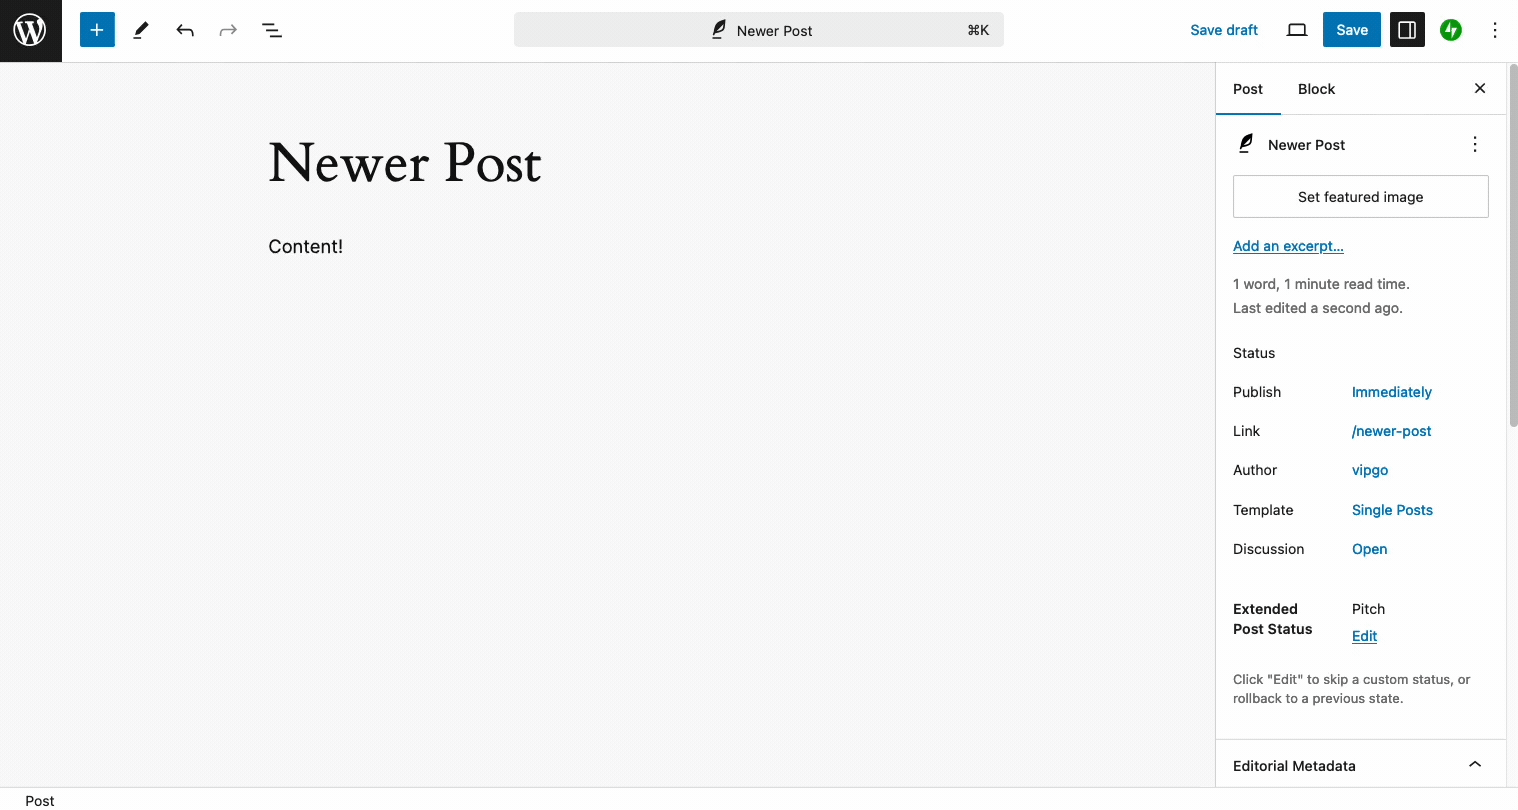 Newer Post ⌘K Save draft Save
Post Block
Newer Post
Set featured image
Add an excerpt...
1 word, 1 minute read time.
Last edited a second ago.
Status
Publish Immediately
Link /newer-post
Author vipgo
Template Single Posts
Discussion Open
Extended Pitch
Post Status
Edit
Click "Edit" to skip a custom status, or
rollback to a previous state.
Editorial Metadata
Newer Post
Content!
Post